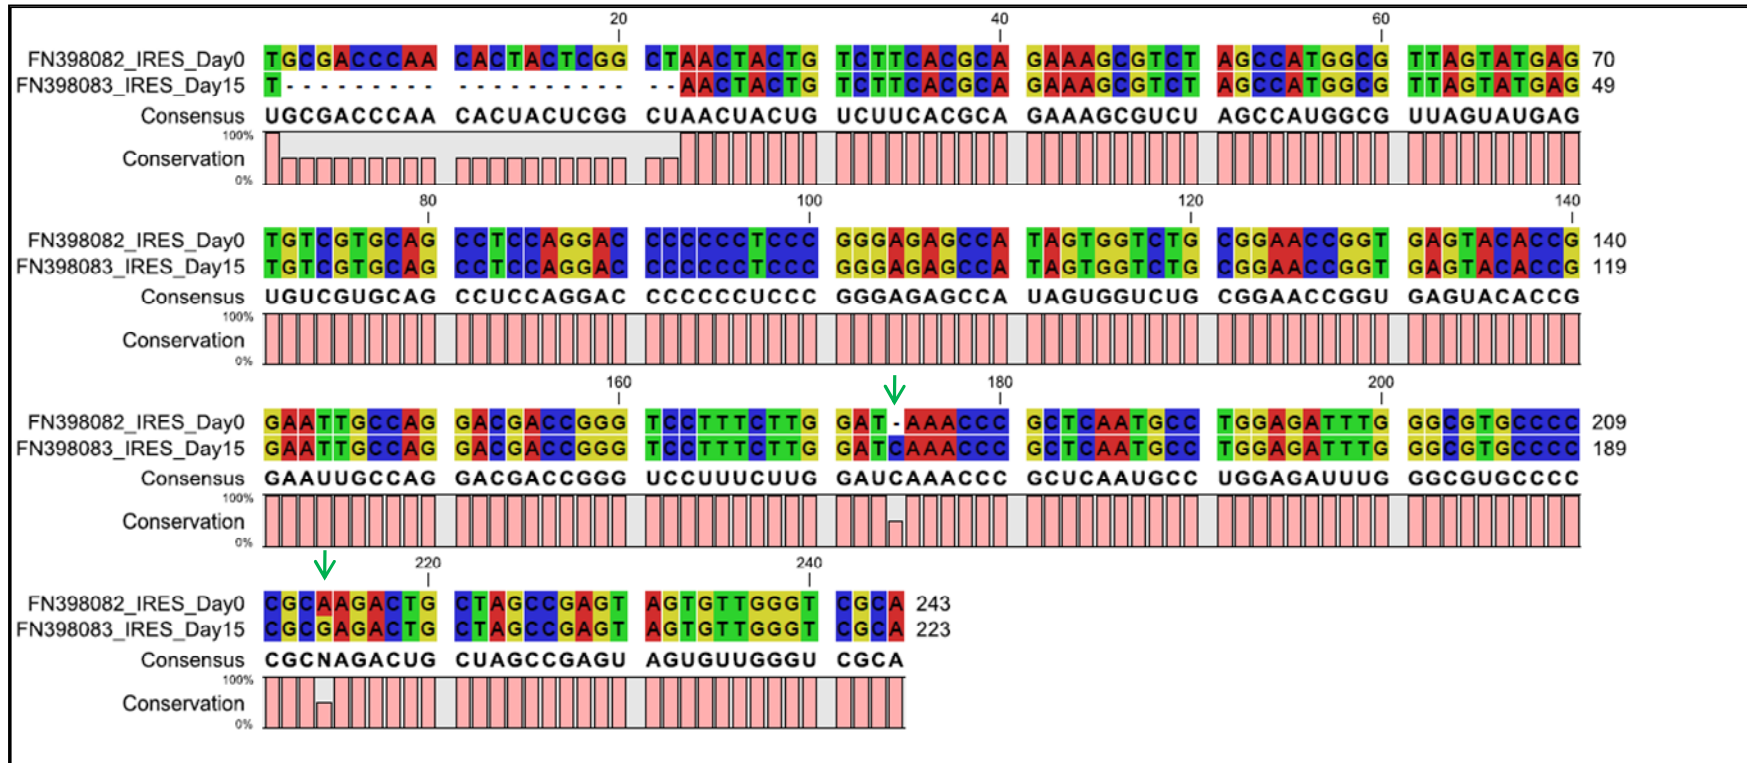 20 40 60
FN398082_IRES_Day0 TGCGACCCAA CACTACTCGG CTAACTACTG TCTTCACGCA GAAAGCGTCT AGCCATGGCG TTAGTATGAG 70
FN398083_IRES_Day15 T--------- ---------- --AACTACTG TCTTCACGCA GAAAGCGTCT AGCCATGGCG TTAGTATGAG 49
Consensus UGCGACCCAA CACUACUCGG CUAACUACUG UCUUCACGCA GAAAGCGUCU AGCCAUGGCG UUAGUAUGAG
100%
Conservation
0%
80 100 120 140
FN398082_IRES_Day0 TGTCGTGCAG CCTCCAGGAC CCCCCCTCCC GGGAGAGCCA TAGTGGTCTG CGGAACCGGT GAGTACACCG 140
FN398083_IRES_Day15 TGTCGTGCAG CCTCCAGGAC CCCCCCTCCC GGGAGAGCCA TAGTGGTCTG CGGAACCGGT GAGTACACCG 119
Consensus UGUCGUGCAG CCUCCAGGAC CCCCCCUCCC GGGAGAGCCA UAGUGGUCUG CGGAACCGGU GAGUACACCG
100%
Conservation
0%
160 180 200
FN398082_IRES_Day0 GAATTGCCAG GACGACCGGG TCCTTTCTTG GAT-AAACCC GCTCAATGCC TGGAGATTTG GGCGTGCCCC 209
FN398083_IRES_Day15 GAATTGCCAG GACGACCGGG TCCTTTCTTG GATCAAACCC GCTCAATGCC TGGAGATTTG GGCGTGCCCC 189
Consensus GAAUUGCCAG GACGACCGGG UCCUUUCUUG GAUCAAACCC GCUCAAUGCC UGGAGAUUUG GGCGUGCCCC
100%
Conservation
0%
220 240
FN398082_IRES_Day0 CGCAAGACTG CTAGCCGAGT AGTGTTGGGT CGCA 243
FN398083_IRES_Day15 CGCGAGACTG CTAGCCGAGT AGTGTTGGGT CGCA 223
Consensus CGCNAGACUG CUAGCCGAGU AGUGUUGGGU CGCA
100%
Conservation
0%